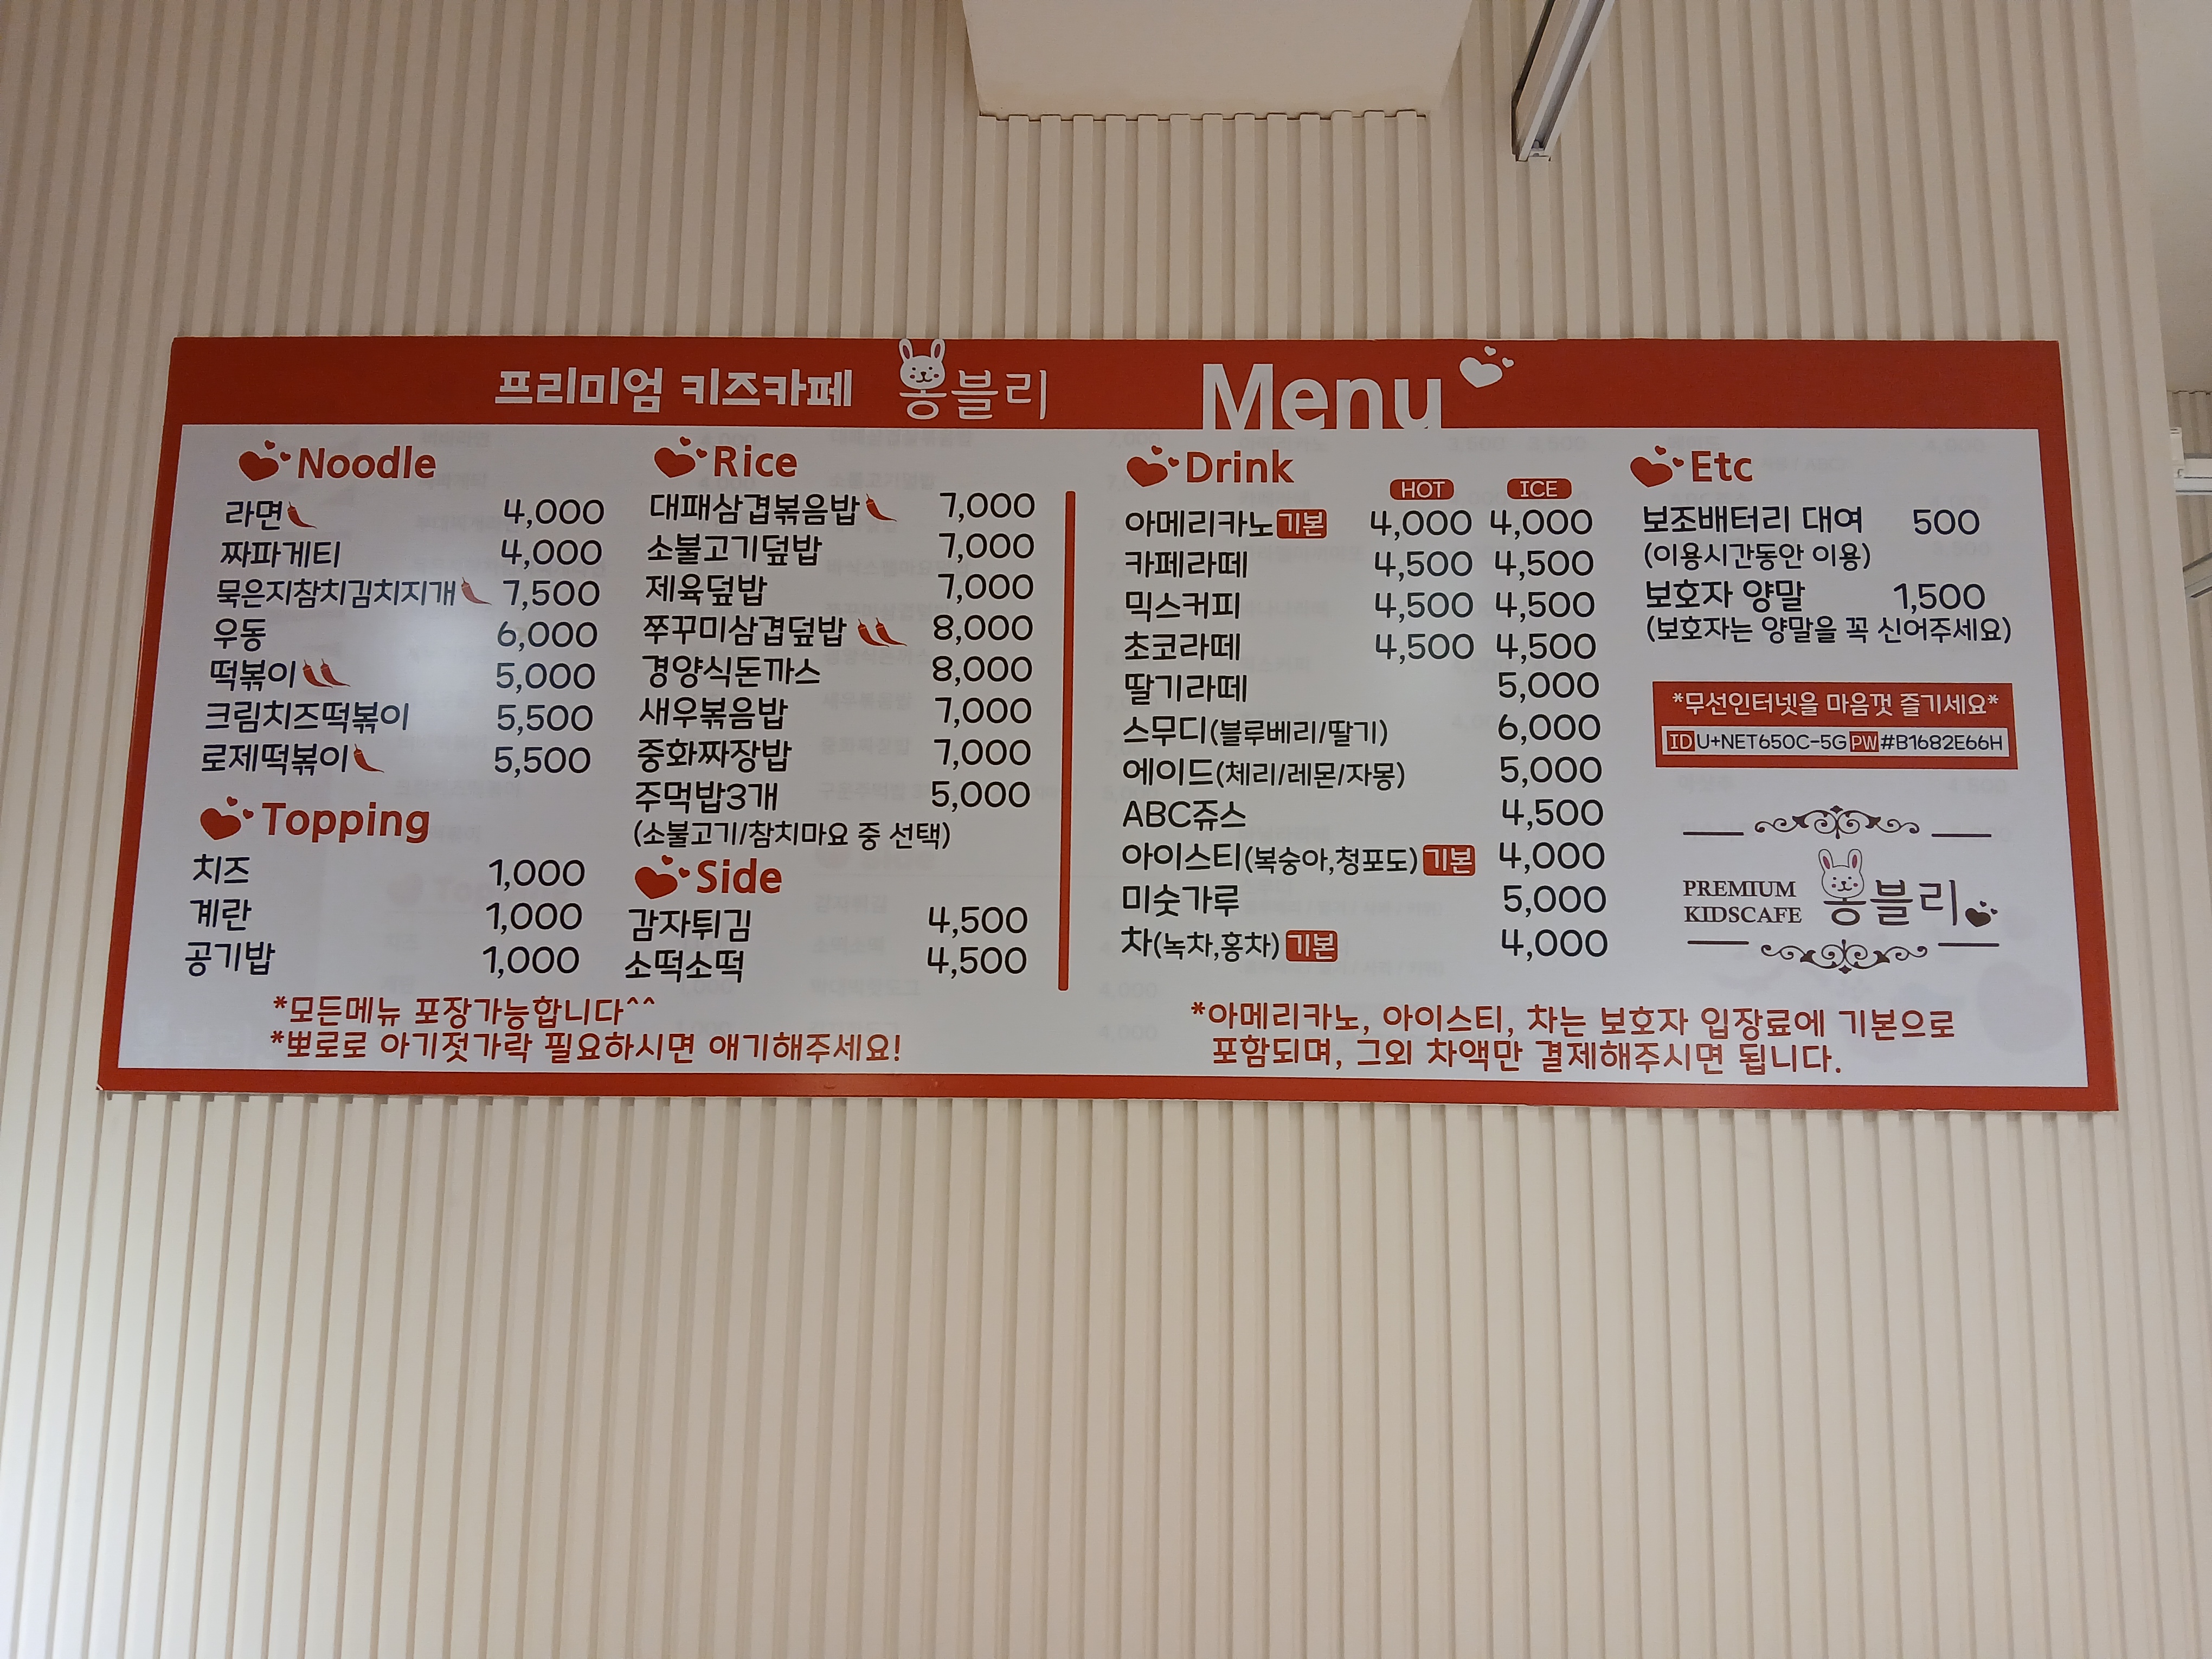 프리미엄 키즈카페 봉블리 Menu
Noodle
라면 4,000
짜파게티 4,000
묵은지참치김치지개 7,500
우동 6,000
떡볶이 5,000
크림치즈떡볶이 5,500
로제떡볶이 5,500
Topping
치즈 1,000
계란 1,000
공기밥 1,000
Rice
대패삼겹볶음밥 7,000
소불고기덮밥 7,000
제육덮밥 7,000
쭈꾸미삼겹덮밥 8,000
경양식돈까스 8,000
새우볶음밥 7,000
중화짜장밥 7,000
주먹밥3개 5,000
(소불고기/참치마요 중 선택)
Side
감자튀김 4,500
소떡소떡 4,500
*모든메뉴 포장가능합니다^^
*뽀로로 아기젓가락 필요하시면 얘기해주세요!
Drink
HOT ICE
아메리카노 기본 4,000 4,000
카페라떼 4,500 4,500
믹스커피 4,500 4,500
초코라떼 4,500 4,500
딸기라떼 5,000
스무디(블루베리/딸기) 6,000
에이드(체리/레몬/자몽) 5,000
ABC쥬스 4,500
아이스티(복숭아,청포도) 기본 4,000
미숫가루 5,000
차(녹차,홍차) 기본 4,000
Etc
보조배터리 대여 500
(이용시간동안 이용)
보호자 양말 1,500
(보호자는 양말을 꼭 신어주세요)
*무선인터넷을 마음껏 즐기세요*
ID U+NET650C-5G PW #B1682E66H
PREMIUM
KIDSCAFE
봉블리
*아메리카노, 아이스티, 차는 보호자 입장료에 기본으로
포함되며, 그외 차액만 결제해주시면 됩니다.